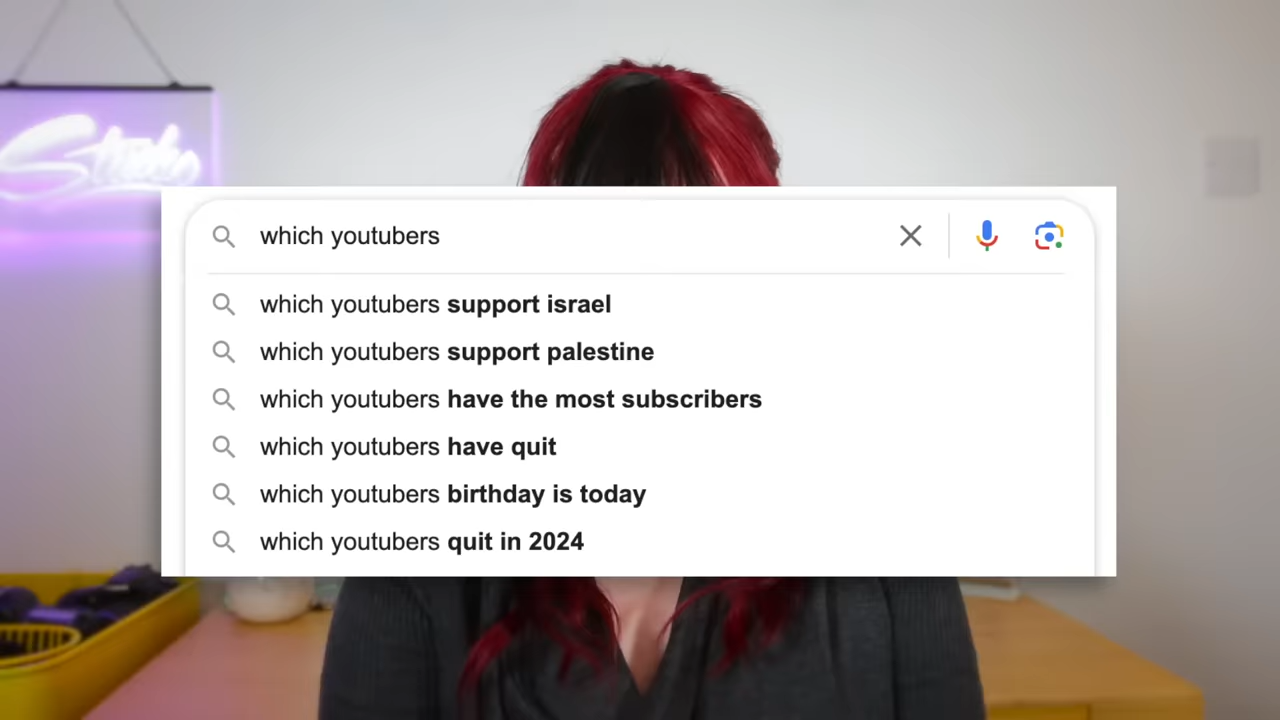 Studio
which youtubers
which youtubers support israel
which youtubers support palestine
which youtubers have the most subscribers
which youtubers have quit
which youtubers birthday is today
which youtubers quit in 2024